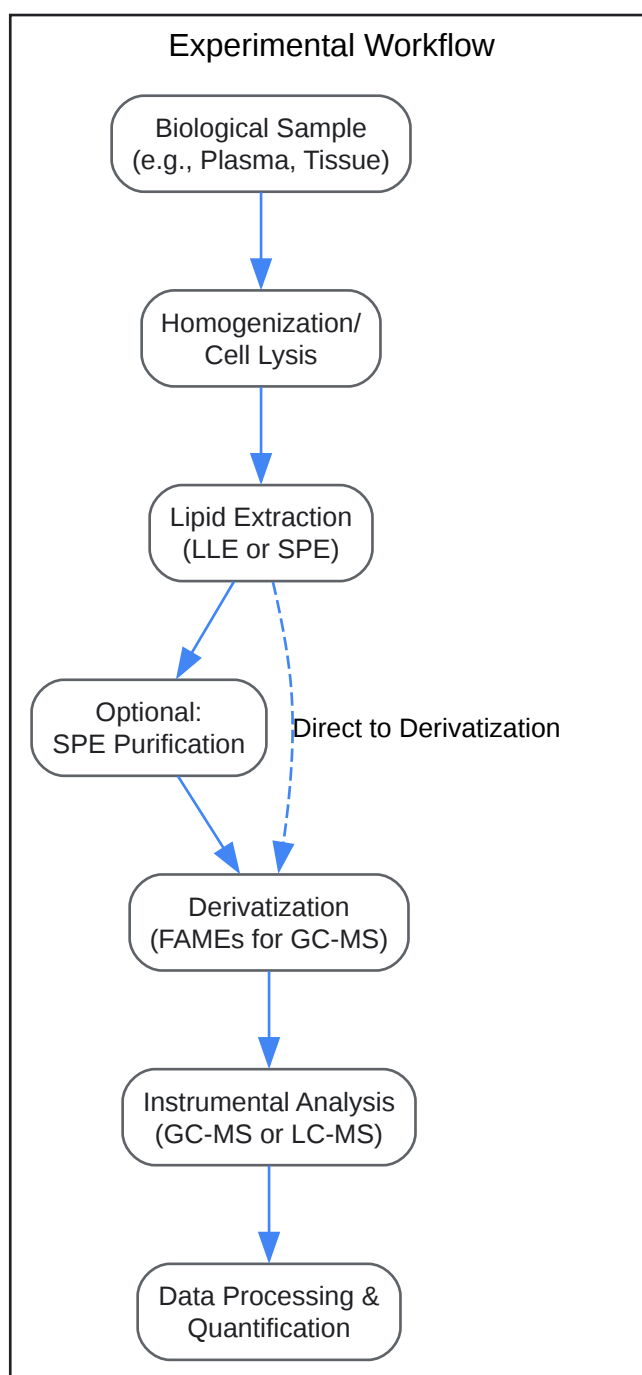 Experimental Workflow
Biological Sample
(e.g., Plasma, Tissue)
Homogenization/
Cell Lysis
Lipid Extraction
(LLE or SPE)
Optional:
SPE Purification
Direct to Derivatization
Derivatization
(FAMEs for GC-MS)
Instrumental Analysis
(GC-MS or LC-MS)
Data Processing &
Quantification